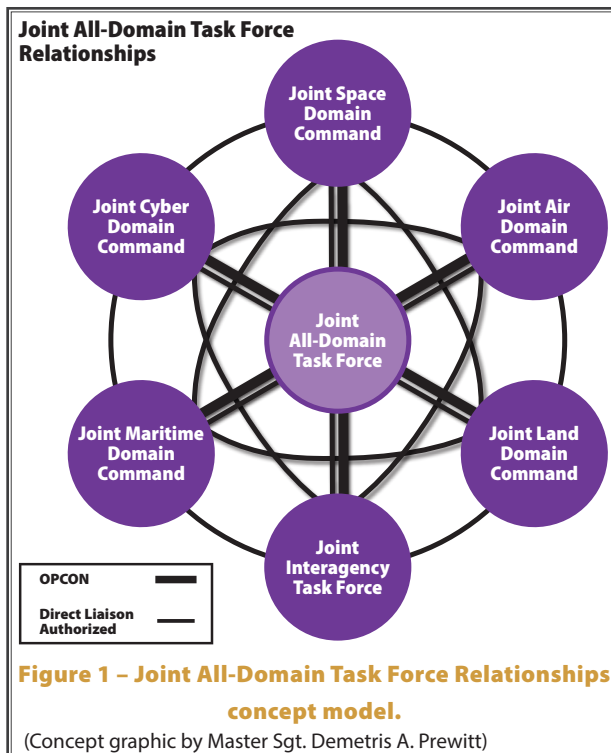 Joint All-Domain Task Force
Relationships
Joint Space
Domain
Command
Joint Cyber
Domain
Command
Joint Air
Domain
Command
Joint
All-Domain
Task Force
Joint Maritime
Domain
Command
Joint Land
Domain
Command
Joint
Interagency
Task Force
OPCON
Direct Liaison
Authorized
Figure 1 – Joint All-Domain Task Force Relationships
concept model.
(Concept graphic by Master Sgt. Demetris A. Prewitt)